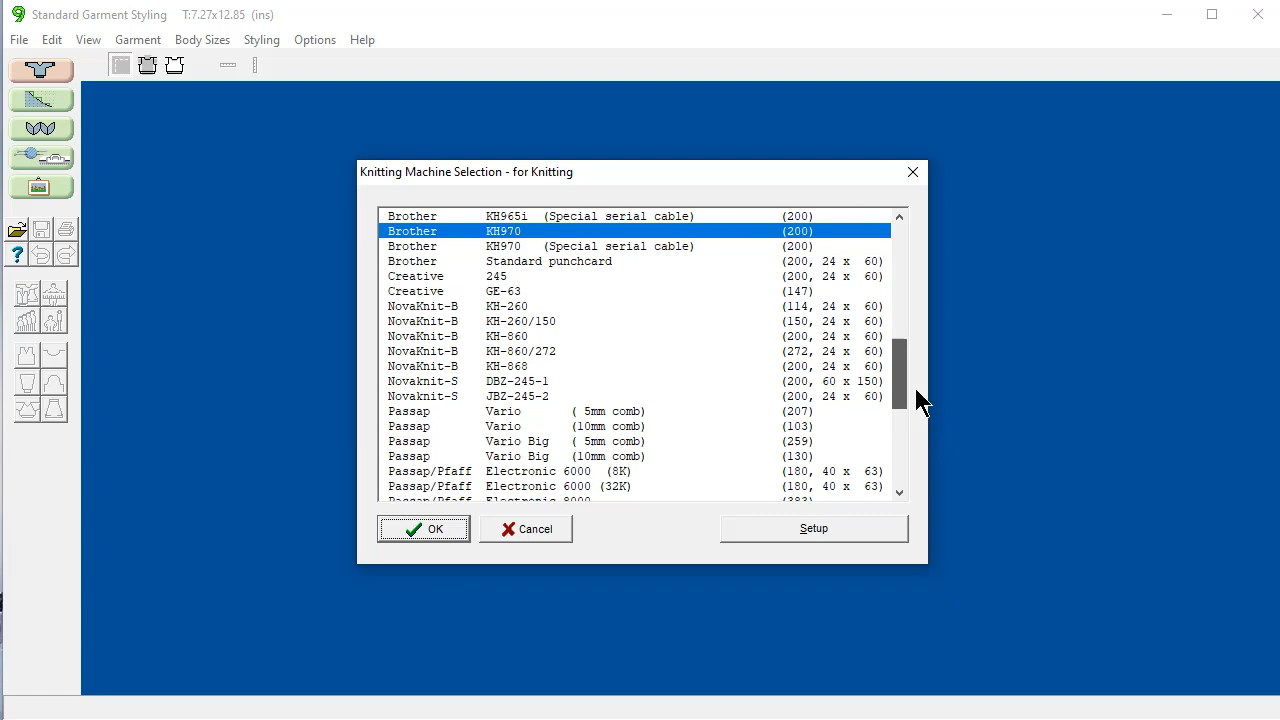 Standard Garment Styling T:7.27x12.85 (ins)
File Edit View Garment Body Sizes Styling Options Help
Knitting Machine Selection - for Knitting
Brother KH965i (Special serial cable) (200)
Brother KH970 (200)
Brother KH970 (Special serial cable) (200)
Brother Standard punchcard (200, 24 x 60)
Creative 245 (200, 24 x 60)
Creative GE-63 (147)
NovaKnit-B KH-260 (114, 24 x 60)
NovaKnit-B KH-260/150 (150, 24 x 60)
NovaKnit-B KH-860 (200, 24 x 60)
NovaKnit-B KH-860/272 (272, 24 x 60)
NovaKnit-B KH-868 (200, 24 x 60)
Novaknit-S DBZ-245-1 (200, 60 x 150)
Novaknit-S JBZ-245-2 (200, 24 x 60)
Passap Vario ( 5mm comb) (207)
Passap Vario (10mm comb) (103)
Passap Vario Big ( 5mm comb) (259)
Passap Vario Big (10mm comb) (130)
Passap/Pfaff Electronic 6000 (8K) (180, 40 x 63)
Passap/Pfaff Electronic 6000 (32K) (180, 40 x 63)
Passap/Pfaff Electronic 8000 (383)
OK Cancel Setup